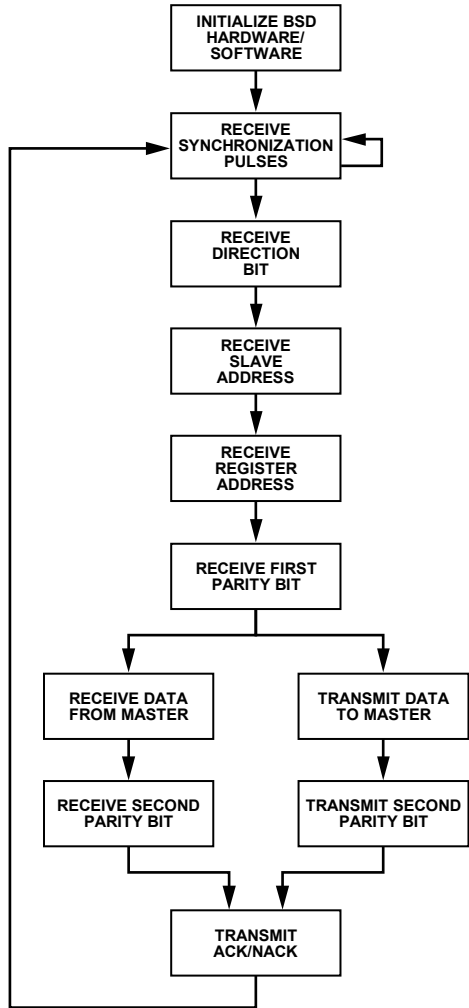 INITIALIZE BSD
HARDWARE/
SOFTWARE
RECEIVE
SYNCHRONIZATION
PULSES
RECEIVE
DIRECTION
BIT
RECEIVE
SLAVE
ADDRESS
RECEIVE
REGISTER
ADDRESS
RECEIVE FIRST
PARITY BIT
RECEIVE DATA
FROM MASTER
TRANSMIT DATA
TO MASTER
RECEIVE SECOND
PARITY BIT
TRANSMIT SECOND
PARITY BIT
TRANSMIT
ACK/NACK